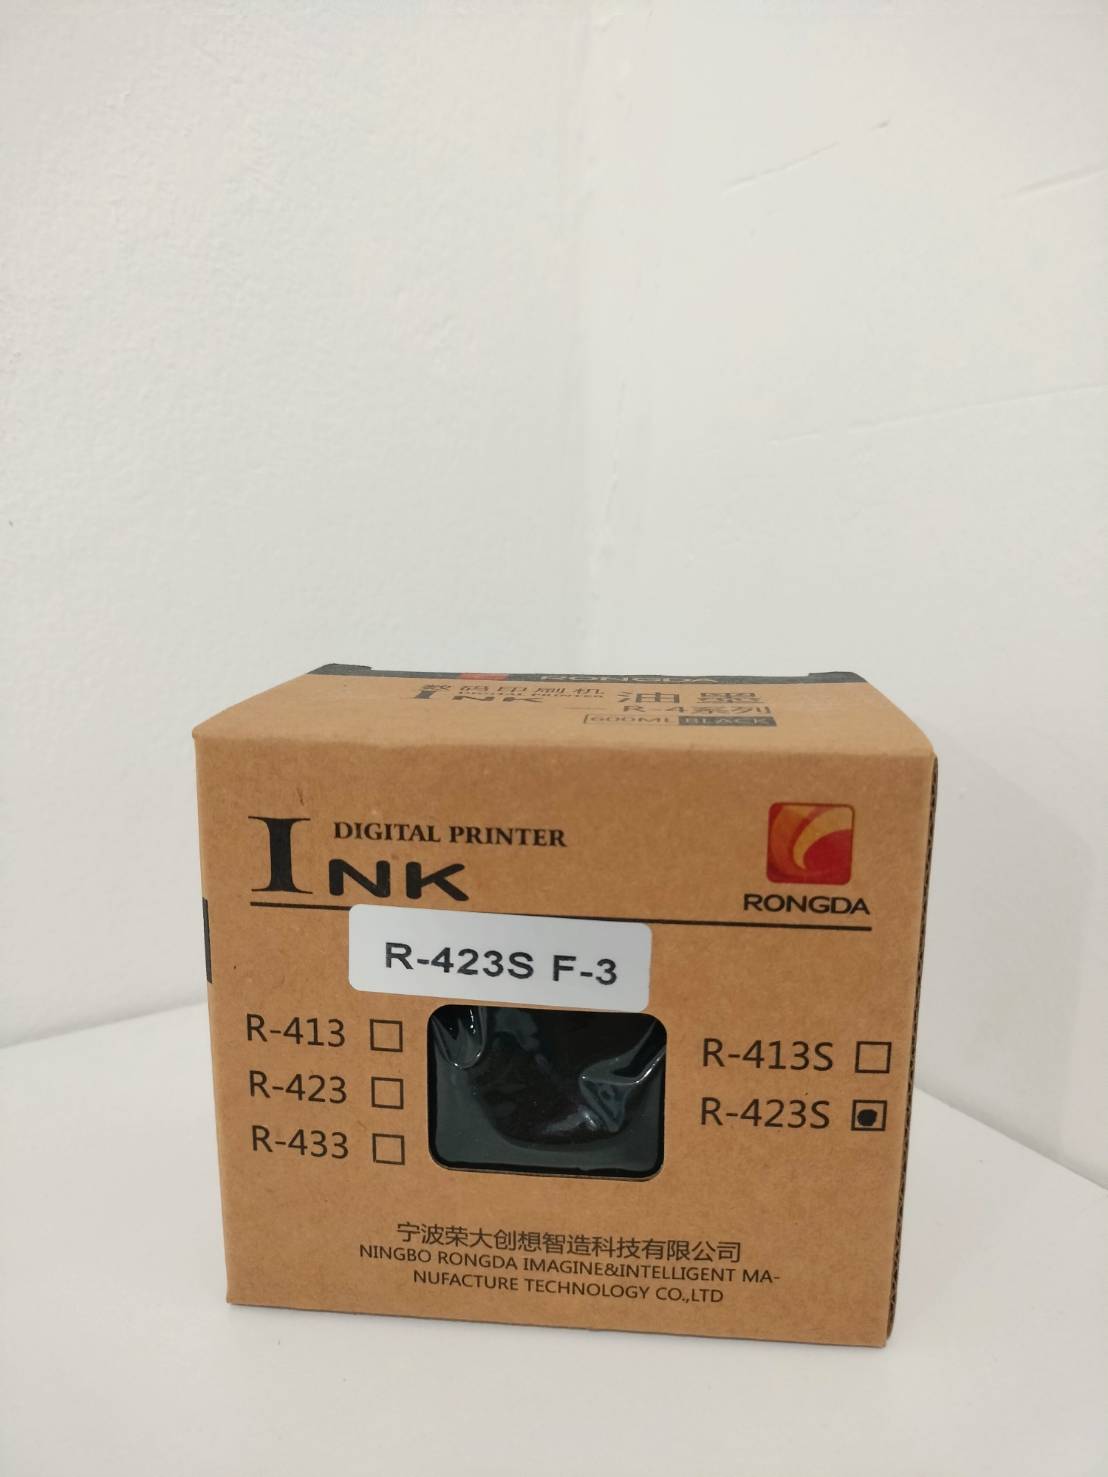 RONGDA
数码印刷机 油墨
DIGITAL PRINTER
INK — R-4系列
600ML BLACK
DIGITAL PRINTER
INK
RONGDA
R-423S F-3
R-413
R-423
R-433
R-413S
R-423S
宁波荣大创想智造科技有限公司
NINGBO RONGDA IMAGINE&INTELLIGENT MA-
NUFACTURE TECHNOLOGY CO.,LTD